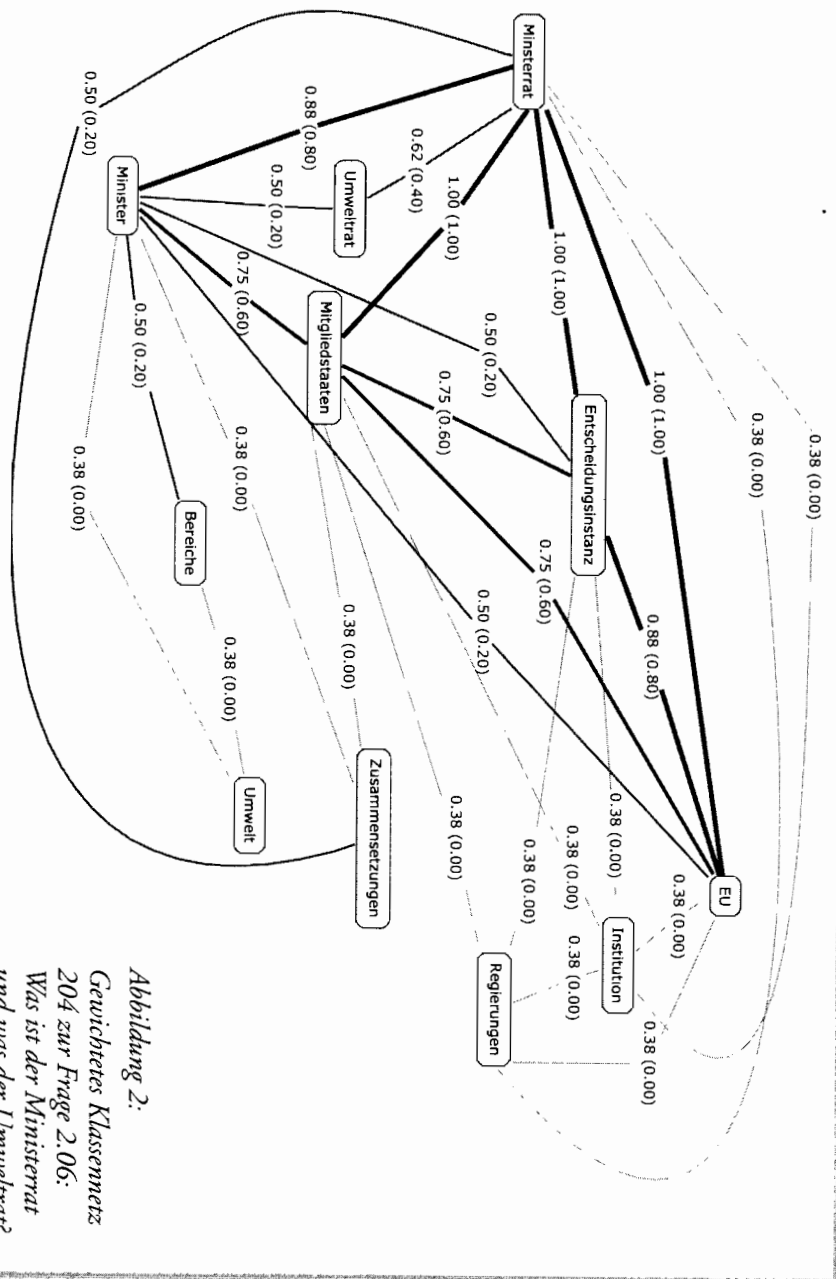 0.38 (0.00)
0.38 (0.00)
EU
0.38 (0.00)
1.00 (1.00)
0.88 (0.80)
0.38 (0.00)
Institution
0.38 (0.00)
Entscheidungsinstanz
0.38 (0.00)
0.38 (0.00)
1.00 (1.00)
0.75 (0.60)
Minsterrat
0.38 (0.00)
Regierungen
0.50 (0.20)
0.50 (0.20)
0.38 (0.00)
1.00 (1.00)
0.75 (0.60)
0.62 (0.40)
Zusammensetzungen
Umweltrat
0.38 (0.00)
Mitgliedstaaten
0.88 (0.80)
0.50 (0.20)
Umwelt
0.75 (0.60)
0.38 (0.00)
0.38 (0.00)
Bereiche
0.50 (0.20)
Minister
0.50 (0.20)
0.38 (0.00)
Abbildung 2:
Gewichtetes Klassennetz
204 zur Frage 2.06:
Was ist der Ministerrat
und was der Umweltrat?